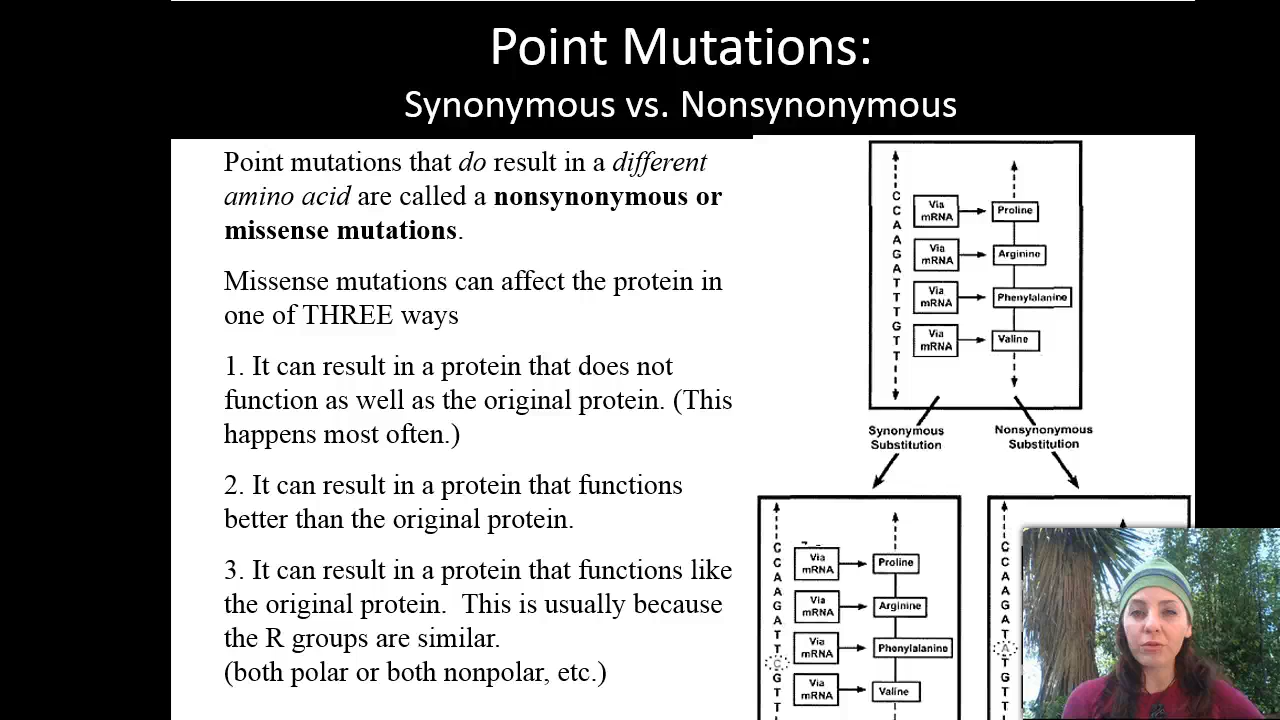 Point Mutations:
Synonymous vs. Nonsynonymous
Point mutations that do result in a different
amino acid are called a nonsynonymous or
missense mutations.
Missense mutations can affect the protein in
one of THREE ways
1. It can result in a protein that does not
function as well as the original protein. (This
happens most often.)
2. It can result in a protein that functions
better than the original protein.
3. It can result in a protein that functions like
the original protein. This is usually because
the R groups are similar.
(both polar or both nonpolar, etc.)
C
C
A
A
G
A
T
T
T
G
T
T
Via
mRNA
Proline
Via
mRNA
Arginine
Via
mRNA
Phenylalanine
Via
mRNA
Valine
Synonymous
Substitution
Nonsynonymous
Substitution
C
C
A
A
G
A
T
T
C
G
T
T
Via
mRNA
Proline
Via
mRNA
Arginine
Via
mRNA
Phenylalanine
Via
mRNA
Valine
C
C
A
A
G
A
T
A
T
G
T
T